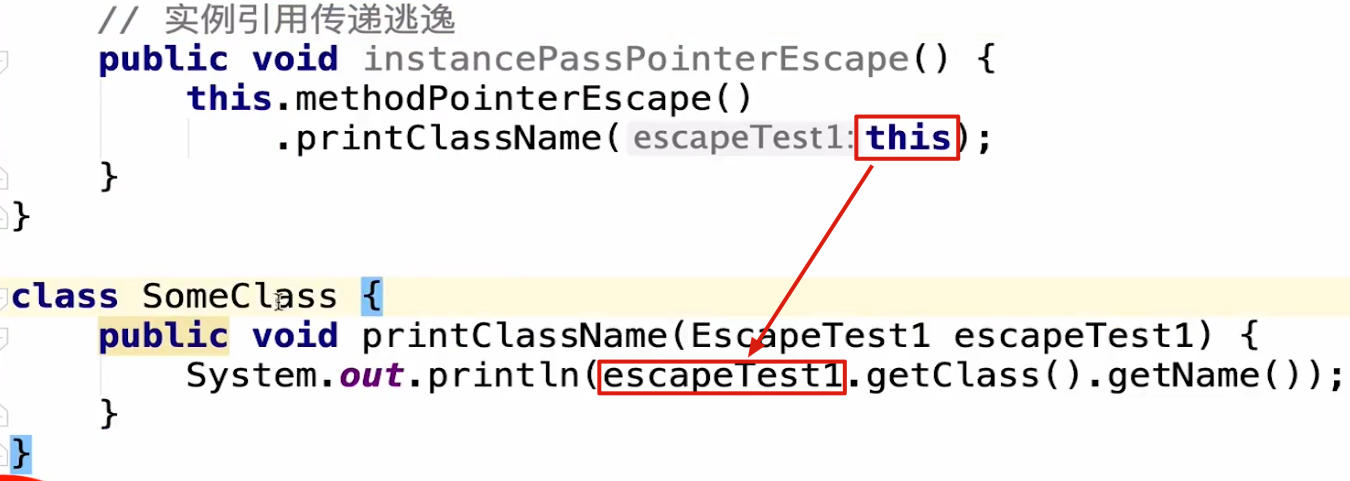 // 实例引用传递逃逸
public void instancePassPointerEscape() {
this.methodPointerEscape()
.printClassName( escapeTest1: this);
}
}
class SomeClass {
public void printClassName(EscapeTest1 escapeTest1) {
System.out.println(escapeTest1.getClass().getName());
}
}